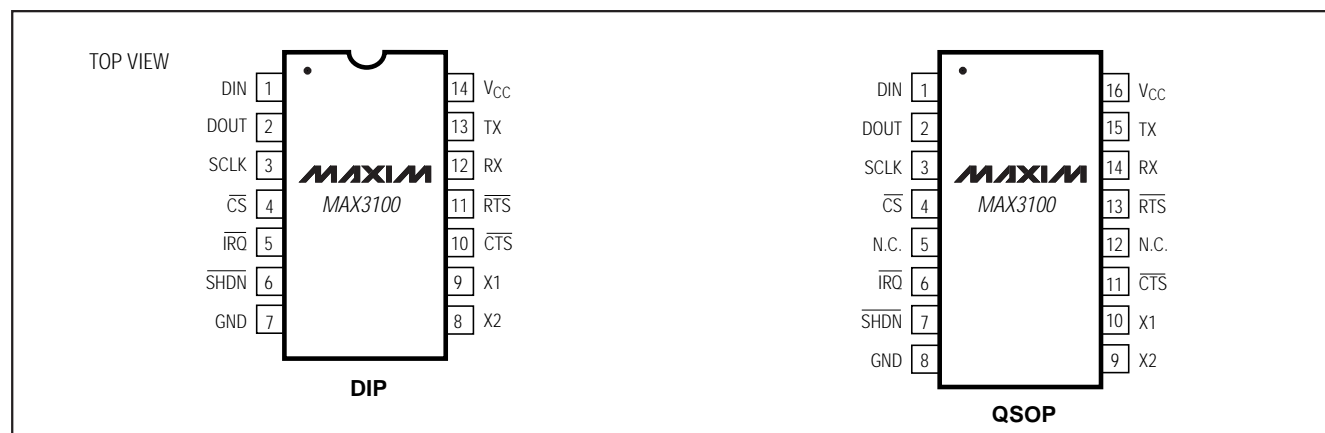 TOP VIEW
DIN 1
DOUT 2
SCLK 3
CS 4
IRQ 5
SHDN 6
GND 7
14 VCC
13 TX
12 RX
11 RTS
10 CTS
9 X1
8 X2
MAXIM
MAX3100
DIP
DIN 1
DOUT 2
SCLK 3
CS 4
N.C. 5
IRQ 6
SHDN 7
GND 8
16 VCC
15 TX
14 RX
13 RTS
12 N.C.
11 CTS
10 X1
9 X2
MAXIM
MAX3100
QSOP